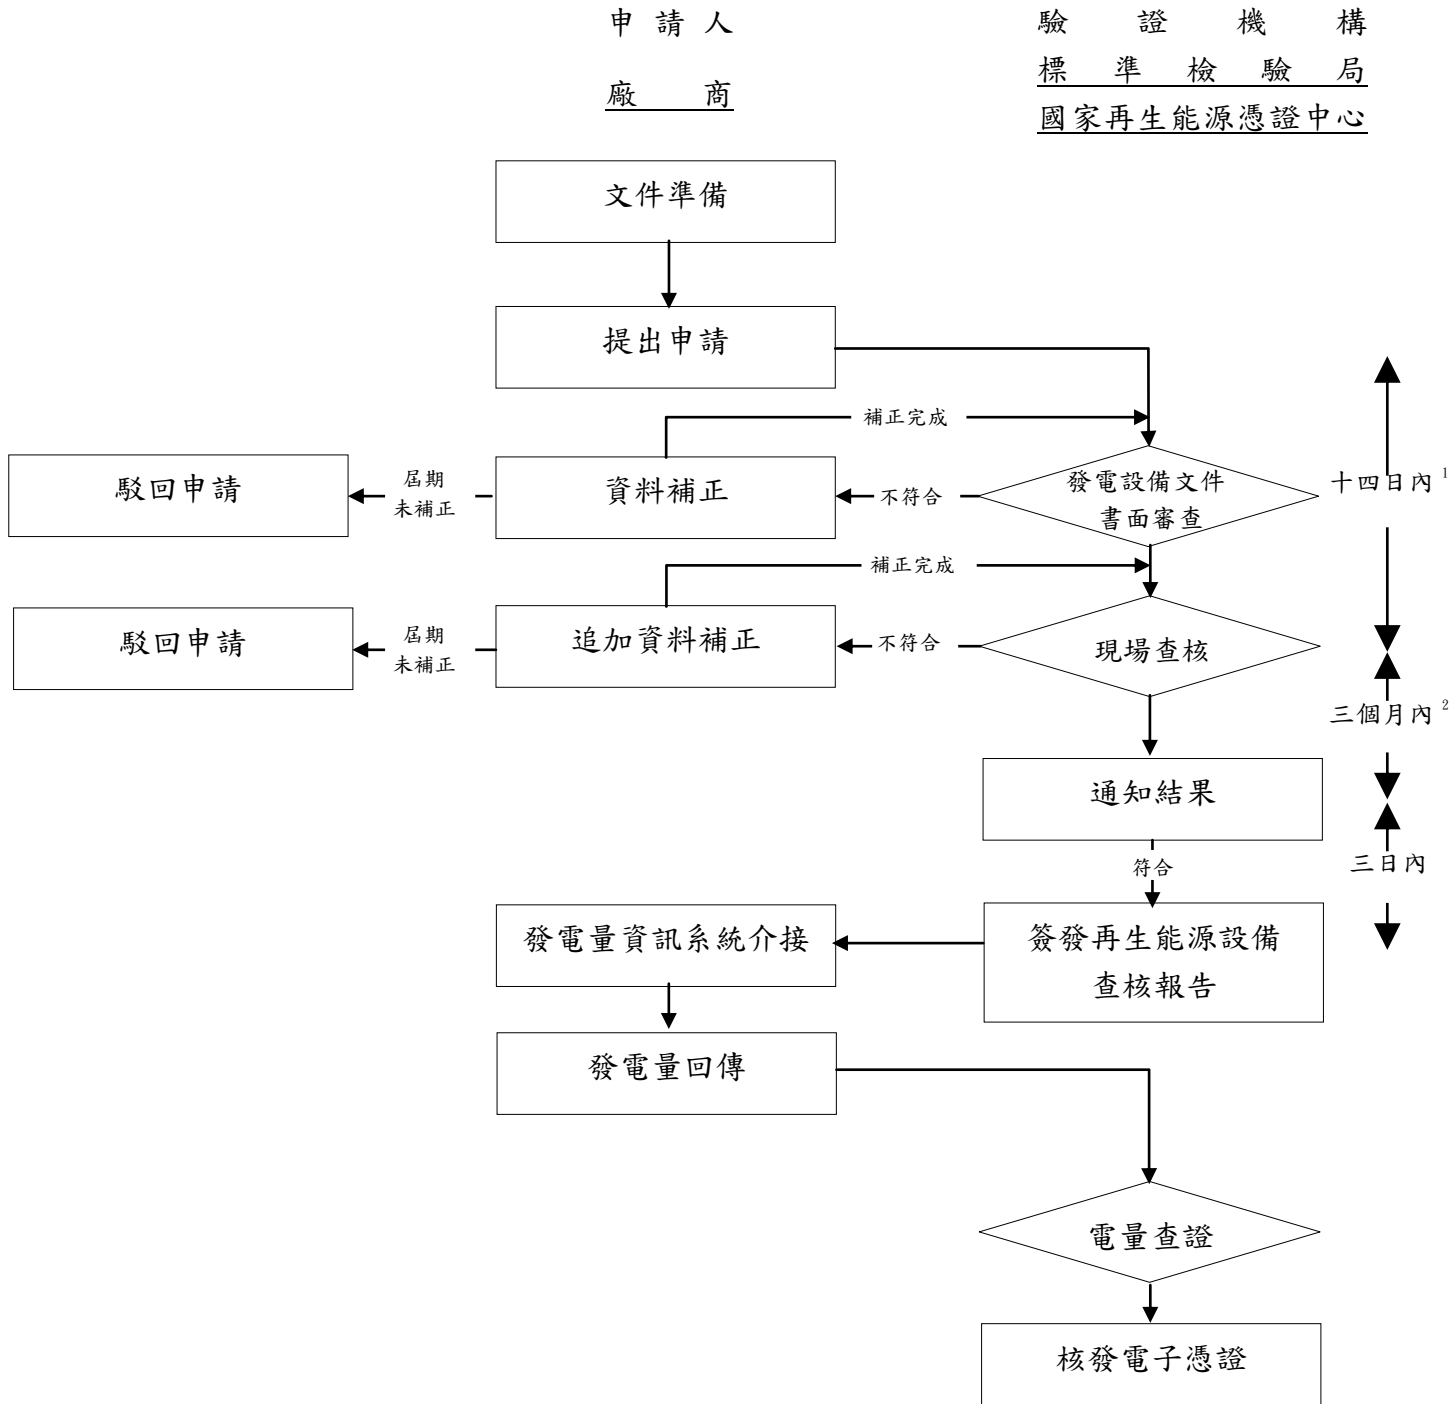 申請人
廠商
驗證機構
標準檢驗局
國家再生能源憑證中心
文件準備
提出申請
補正完成
駁回申請
屆期
未補正
資料補正
不符合
發電設備文件
書面審查
十四日內1
補正完成
駁回申請
屆期
未補正
追加資料補正
不符合
現場查核
三個月內2
通知結果
符合
三日內
發電量資訊系統介接
簽發再生能源設備
查核報告
發電量回傳
電量查證
核發電子憑證